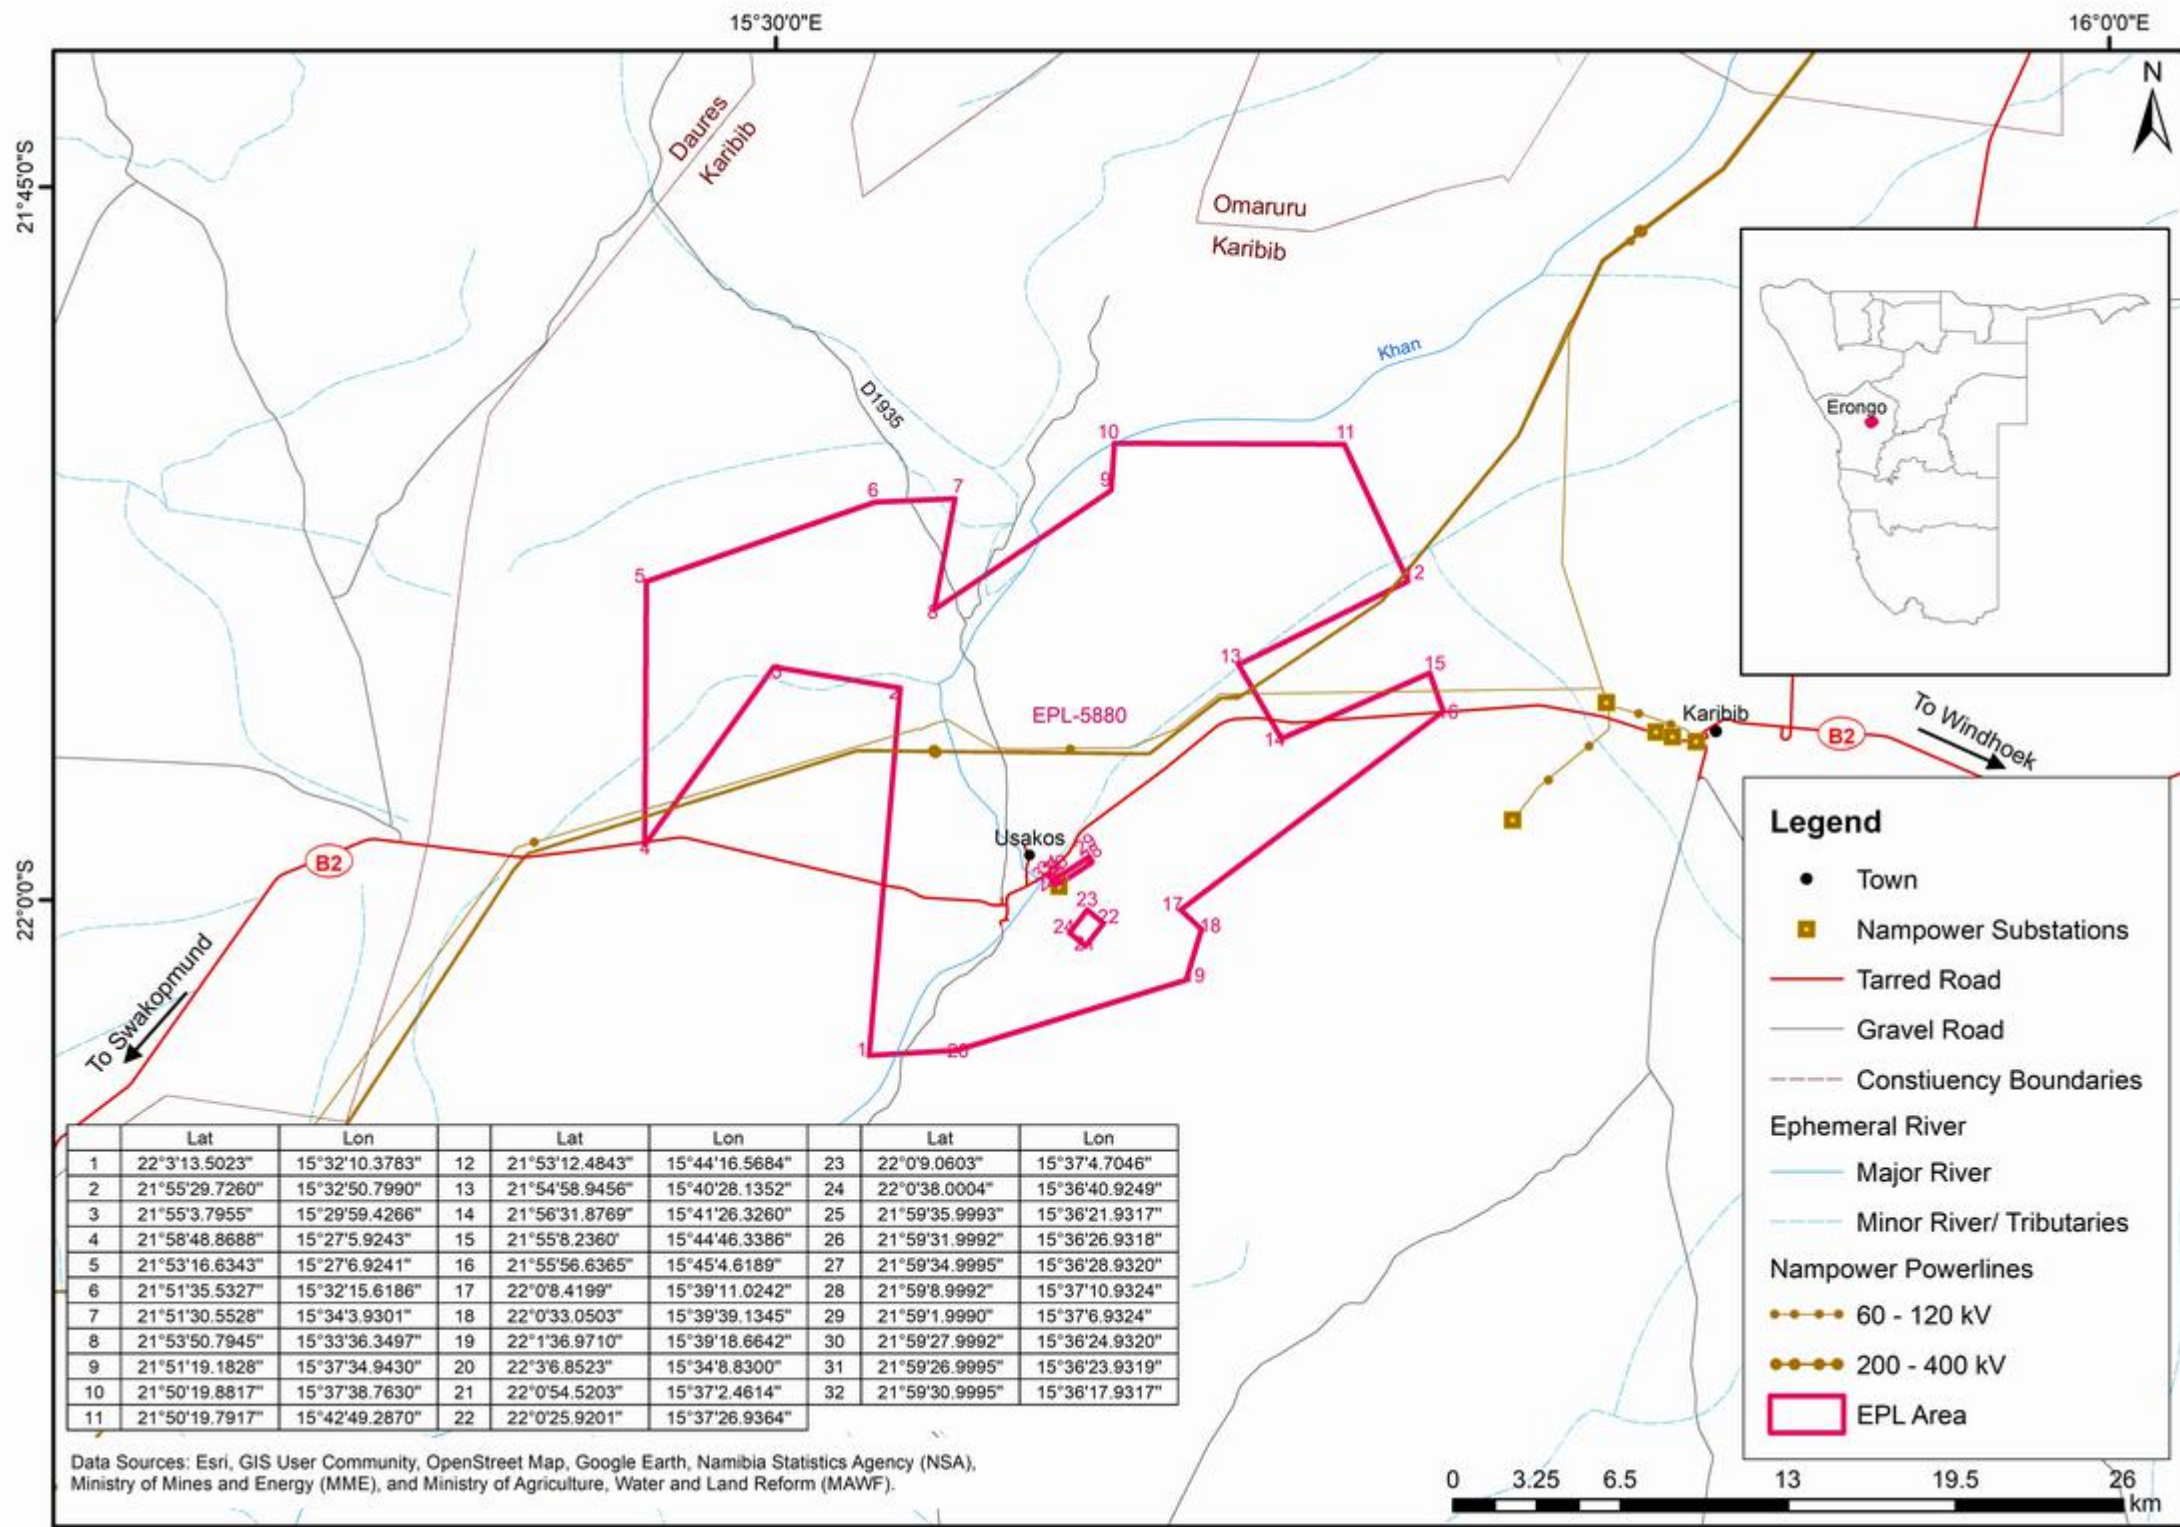 15°30'0"E
16°0'0"E
N
21°45'0"S
22°0'0"S
Daures
Karibib
Omaruru
Karibib
Khan
D1935
Erongo
10
11
9
6
7
5
8
12
13
15
3
2
EPL-5880
16
14
Karibib
B2
To Windhoek
4
Usakos
B2
29
28
23
22
24
21
17
18
19
1
20
To Swakopmund
Legend
Town
Nampower Substations
Tarred Road
Gravel Road
Constiuency Boundaries
Ephemeral River
Major River
Minor River/ Tributaries
Nampower Powerlines
60 - 120 kV
200 - 400 kV
EPL Area
Lat Lon Lat Lon Lat Lon
1 22°3'13.5023" 15°32'10.3783" 12 21°53'12.4843" 15°44'16.5684" 23 22°0'9.0603" 15°37'4.7046"
2 21°55'29.7260" 15°32'50.7990" 13 21°54'58.9456" 15°40'28.1352" 24 22°0'38.0004" 15°36'40.9249"
3 21°55'3.7955" 15°29'59.4266" 14 21°56'31.8769" 15°41'26.3260" 25 21°59'35.9993" 15°36'21.9317"
4 21°58'48.8688" 15°27'5.9243" 15 21°55'8.2360' 15°44'46.3386" 26 21°59'31.9992" 15°36'26.9318"
5 21°53'16.6343" 15°27'6.9241" 16 21°55'56.6365" 15°45'4.6189" 27 21°59'34.9995" 15°36'28.9320"
6 21°51'35.5327" 15°32'15.6186" 17 22°0'8.4199" 15°39'11.0242" 28 21°59'8.9992" 15°37'10.9324"
7 21°51'30.5528" 15°34'3.9301" 18 22°0'33.0503" 15°39'39.1345" 29 21°59'1.9990" 15°37'6.9324"
8 21°53'50.7945" 15°33'36.3497" 19 22°1'36.9710" 15°39'18.6642" 30 21°59'27.9992" 15°36'24.9320"
9 21°51'19.1828" 15°37'34.9430" 20 22°3'6.8523" 15°34'8.8300" 31 21°59'26.9995" 15°36'23.9319"
10 21°50'19.8817" 15°37'38.7630" 21 22°0'54.5203" 15°37'2.4614" 32 21°59'30.9995" 15°36'17.9317"
11 21°50'19.7917" 15°42'49.2870" 22 22°0'25.9201" 15°37'26.9364"
Data Sources: Esri, GIS User Community, OpenStreet Map, Google Earth, Namibia Statistics Agency (NSA),
Ministry of Mines and Energy (MME), and Ministry of Agriculture, Water and Land Reform (MAWF).
0 3.25 6.5 13 19.5 26
km